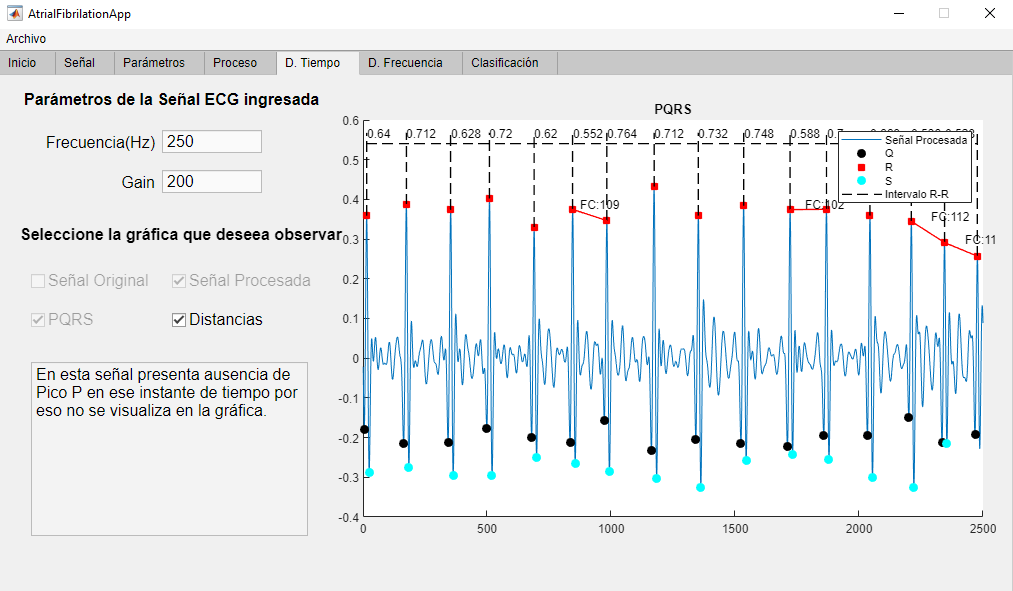 AtrialFibrilationApp
Archivo
Inicio Señal Parámetros Proceso D. Tiempo D. Frecuencia Clasificación
Parámetros de la Señal ECG ingresada
Frecuencia(Hz) 250
Gain 200
Seleccione la gráfica que deseea observar
Señal Original Señal Procesada
PQRS Distancias
En esta señal presenta ausencia de
Pico P en ese instante de tiempo por
eso no se visualiza en la gráfica.
PQRS
0.6
0.5
0.4
0.3
0.2
0.1
0
-0.1
-0.2
-0.3
-0.4
0.64 0.712 0.628 0.72 0.62 0.552 0.764 0.712 0.732 0.748 0.588
Señal Procesada
Q
R
S
Intervalo R-R
FC:109 FC:102
FC:112
FC:11
0 500 1000 1500 2000 2500